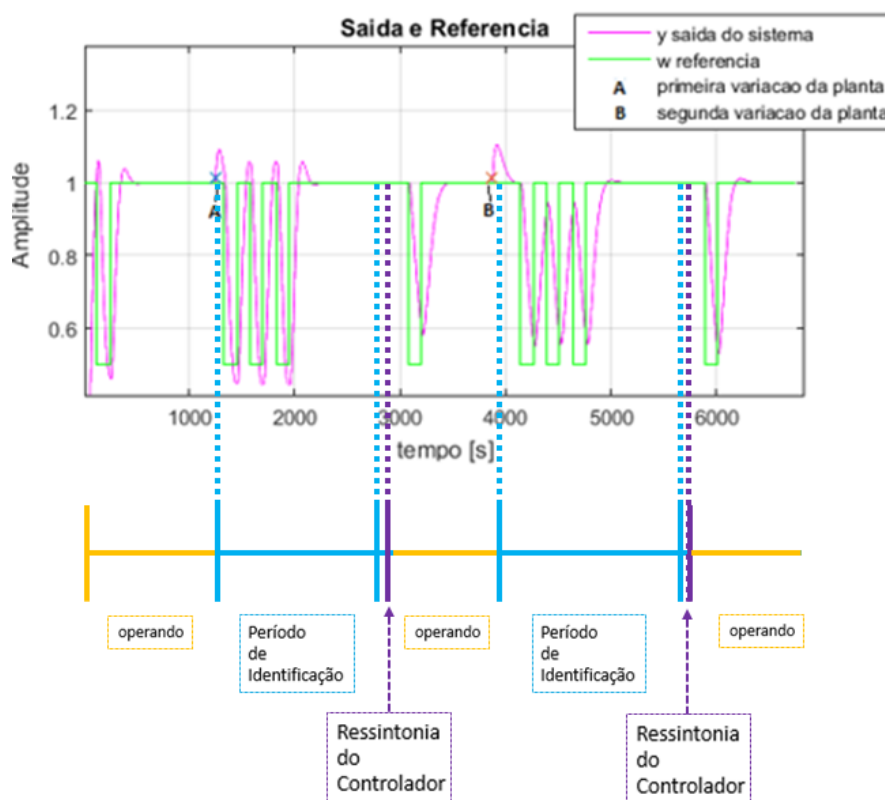 Saida e Referencia
y saida do sistema
w referencia
A primeira variacao da planta
B segunda variacao da planta
1.2
1
0.8
0.6
Amplitude
A
B
1000 2000 3000 4000 5000 6000
tempo [s]
operando
Período
de
Identificação
operando
Período
de
Identificação
operando
Ressintonia
do
Controlador
Ressintonia
do
Controlador